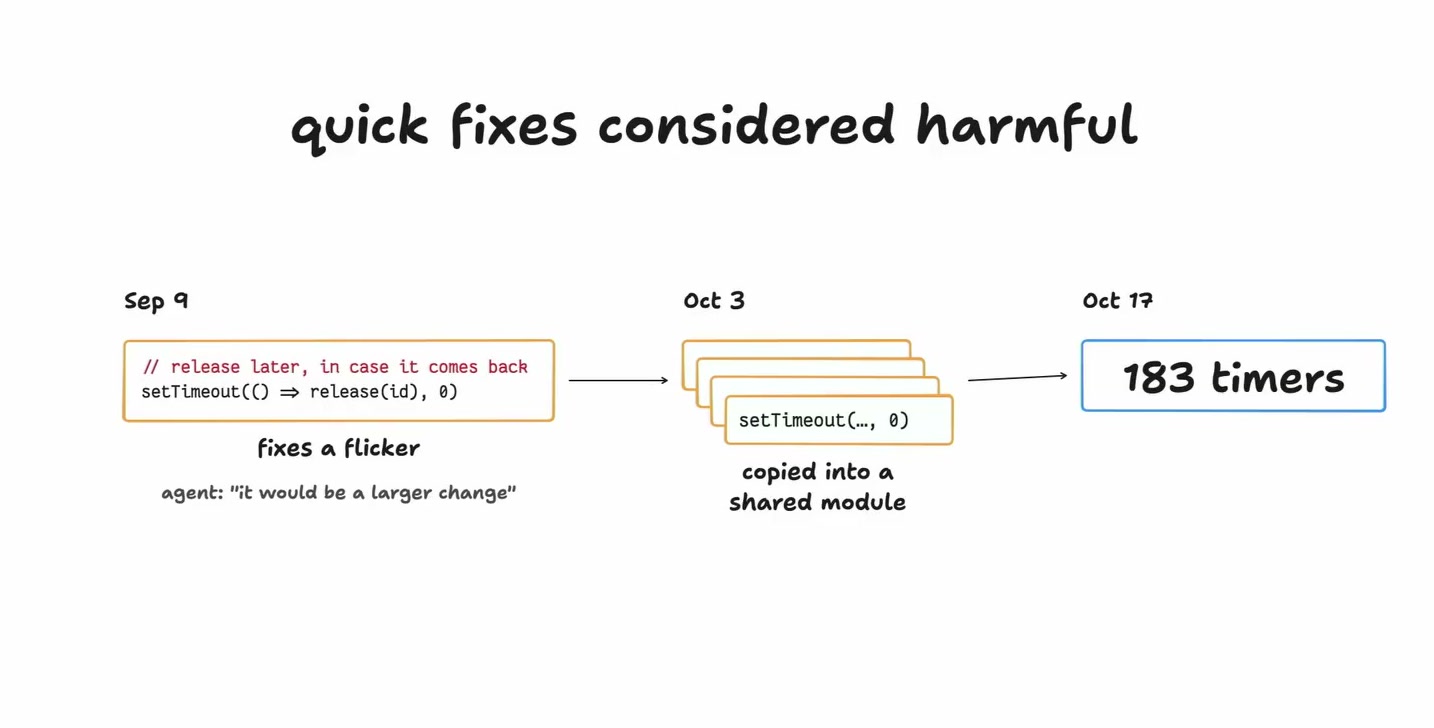 quick fixes considered harmful
Sep 9
// release later, in case it comes back
setTimeout(() => release(id), 0)
fixes a flicker
agent: "it would be a larger change"
Oct 3
setTimeout(…, 0)
copied into a
shared module
Oct 17
183 timers